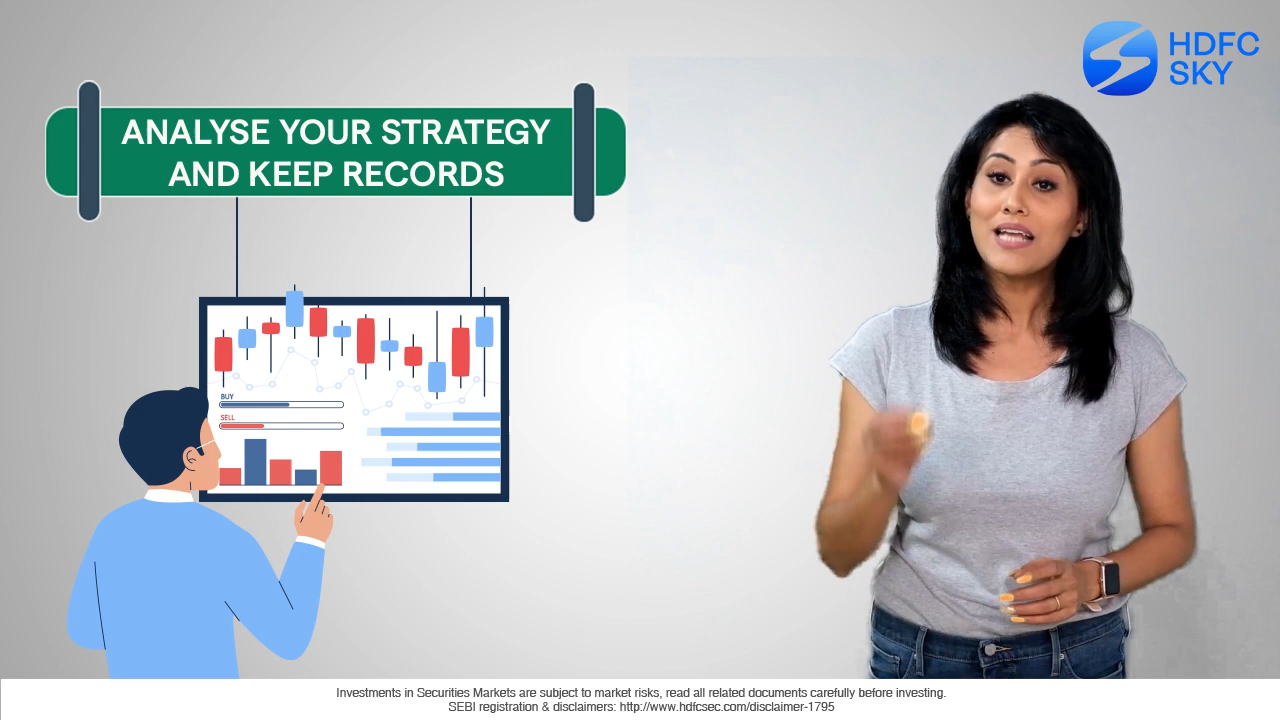 HDFC
SKY
ANALYSE YOUR STRATEGY
AND KEEP RECORDS
BUY
SELL
Investments in Securities Markets are subject to market risks, read all related documents carefully before investing.
SEBI registration & disclaimers: http://www.hdfcsec.com/disclaimer-1795